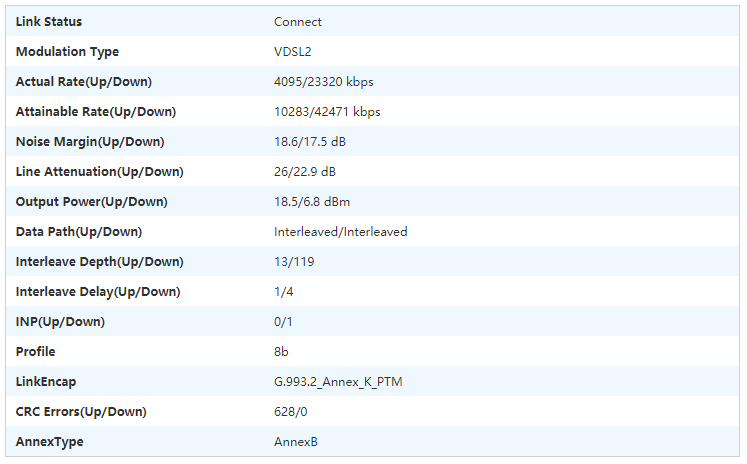 Link Status Connect
Modulation Type VDSL2
Actual Rate(Up/Down) 4095/23320 kbps
Attainable Rate(Up/Down) 10283/42471 kbps
Noise Margin(Up/Down) 18.6/17.5 dB
Line Attenuation(Up/Down) 26/22.9 dB
Output Power(Up/Down) 18.5/6.8 dBm
Data Path(Up/Down) Interleaved/Interleaved
Interleave Depth(Up/Down) 13/119
Interleave Delay(Up/Down) 1/4
INP(Up/Down) 0/1
Profile 8b
LinkEncap G.993.2_Annex_K_PTM
CRC Errors(Up/Down) 628/0
AnnexType AnnexB